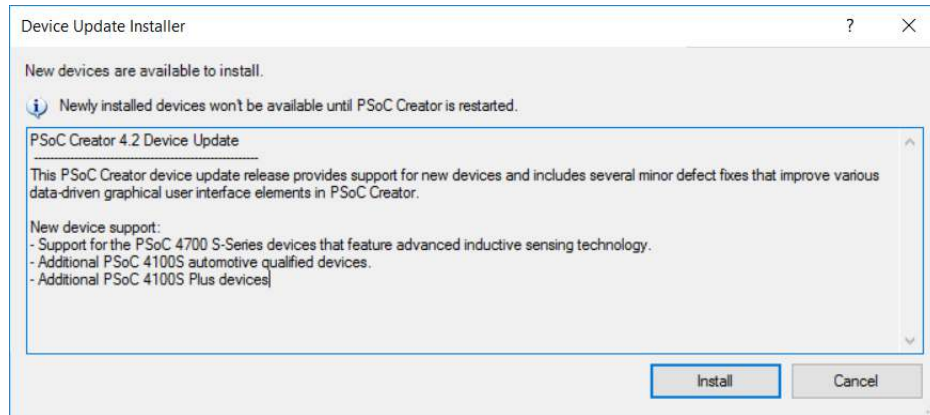 Device Update Installer
?
New devices are available to install.
Newly installed devices won't be available until PSoC Creator is restarted.
PSoC Creator 4.2 Device Update
------------------------------------------------------------
This PSoC Creator device update release provides support for new devices and includes several minor defect fixes that improve various
data-driven graphical user interface elements in PSoC Creator.
New device support:
- Support for the PSoC 4700 S-Series devices that feature advanced inductive sensing technology.
- Additional PSoC 4100S automotive qualified devices.
- Additional PSoC 4100S Plus devices
Install Cancel